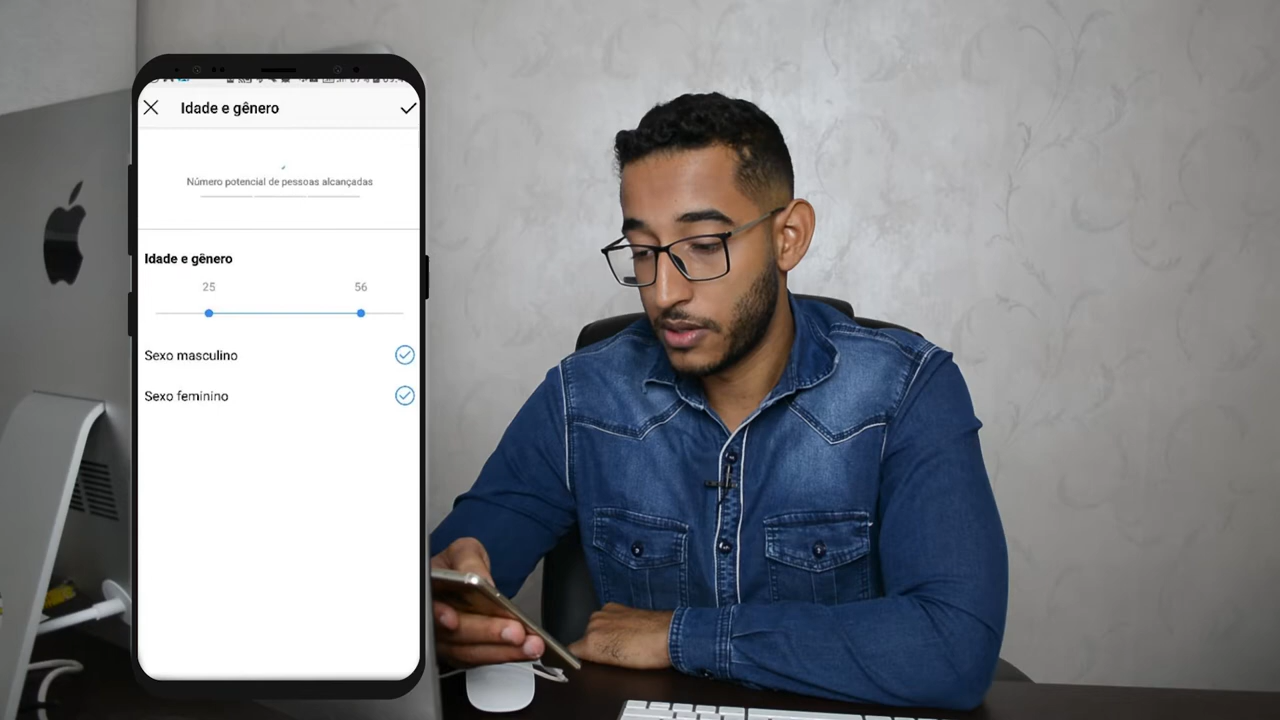 Idade e gênero
Número potencial de pessoas alcançadas
Idade e gênero
25 56
Sexo masculino
Sexo feminino